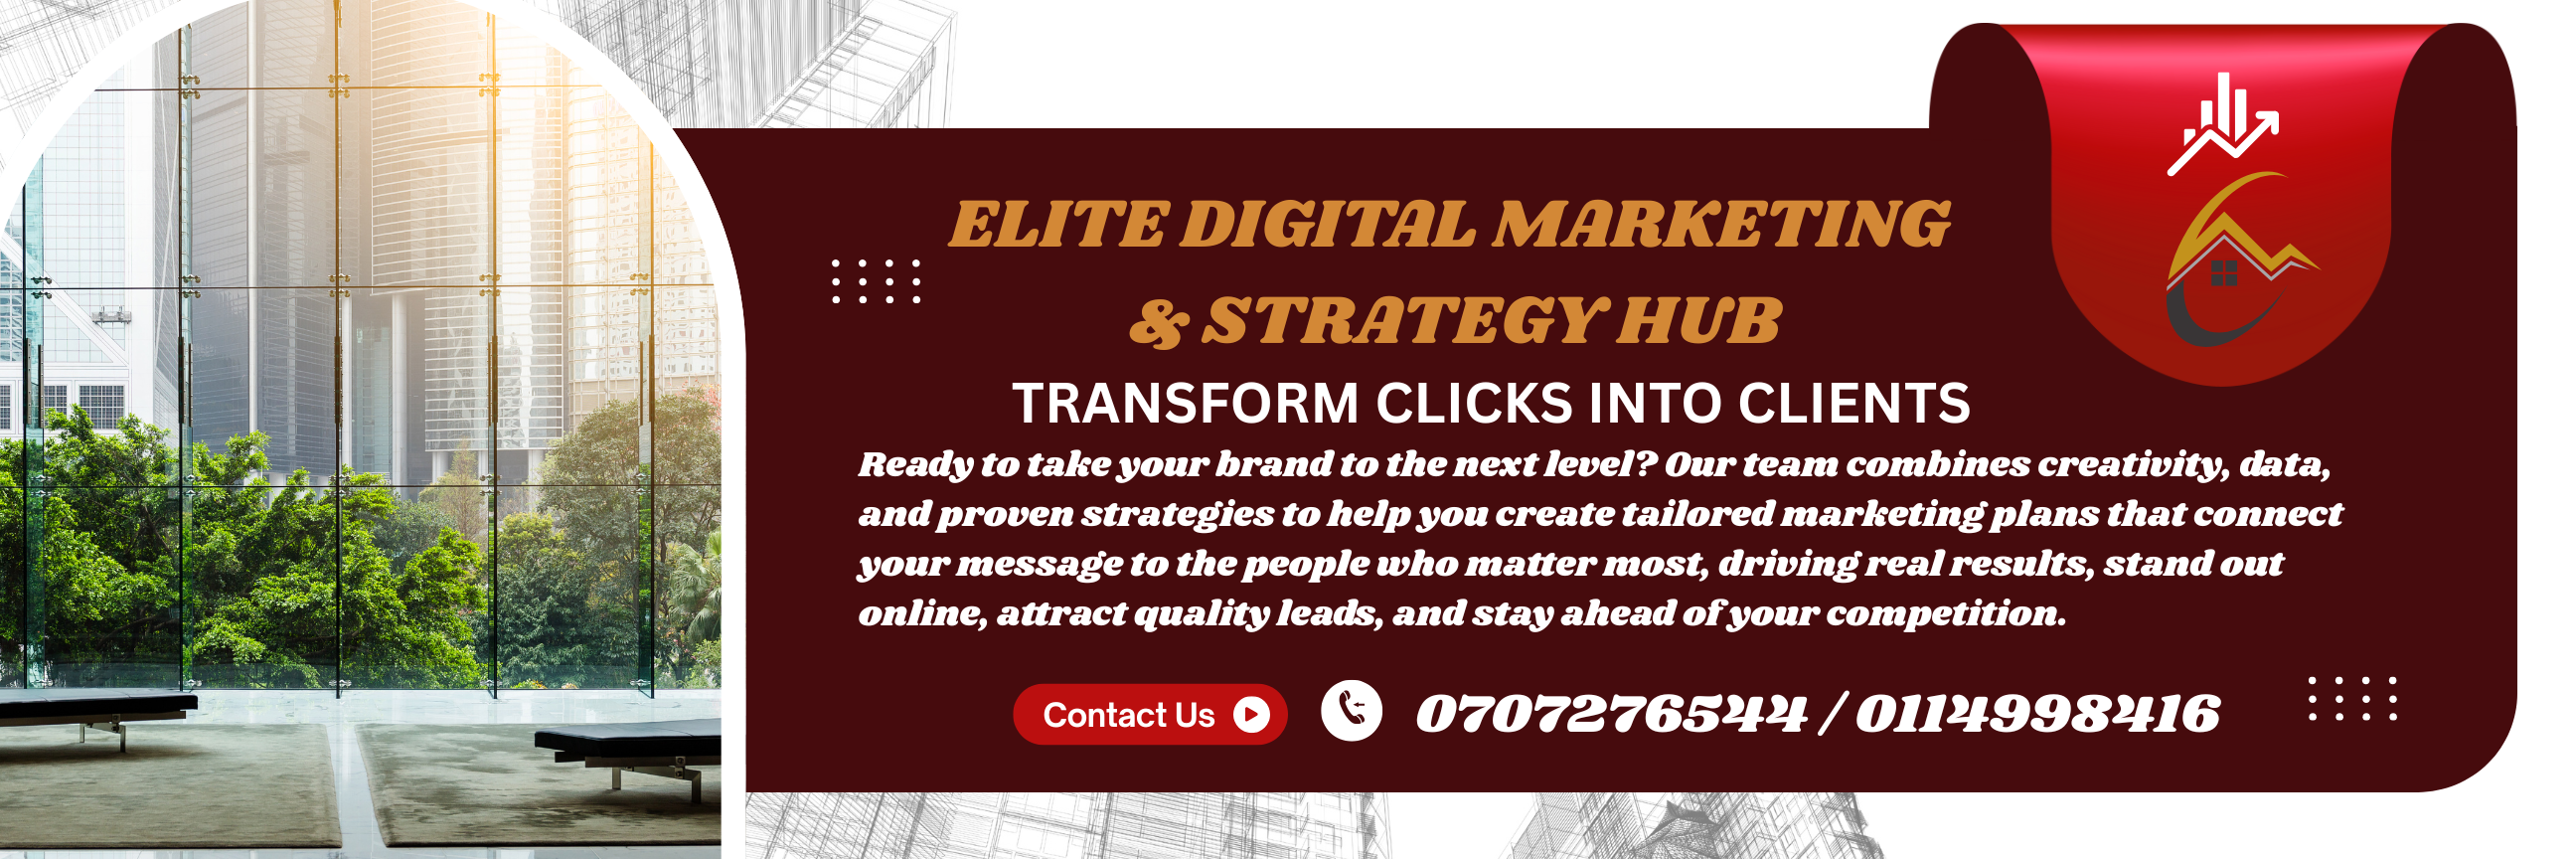 ELITE DIGITAL MARKETING
& STRATEGY HUB
TRANSFORM CLICKS INTO CLIENTS
Ready to take your brand to the next level? Our team combines creativity, data,
and proven strategies to help you create tailored marketing plans that connect
your message to the people who matter most, driving real results, stand out
online, attract quality leads, and stay ahead of your competition.
Contact Us
0707276544 / 0114998416